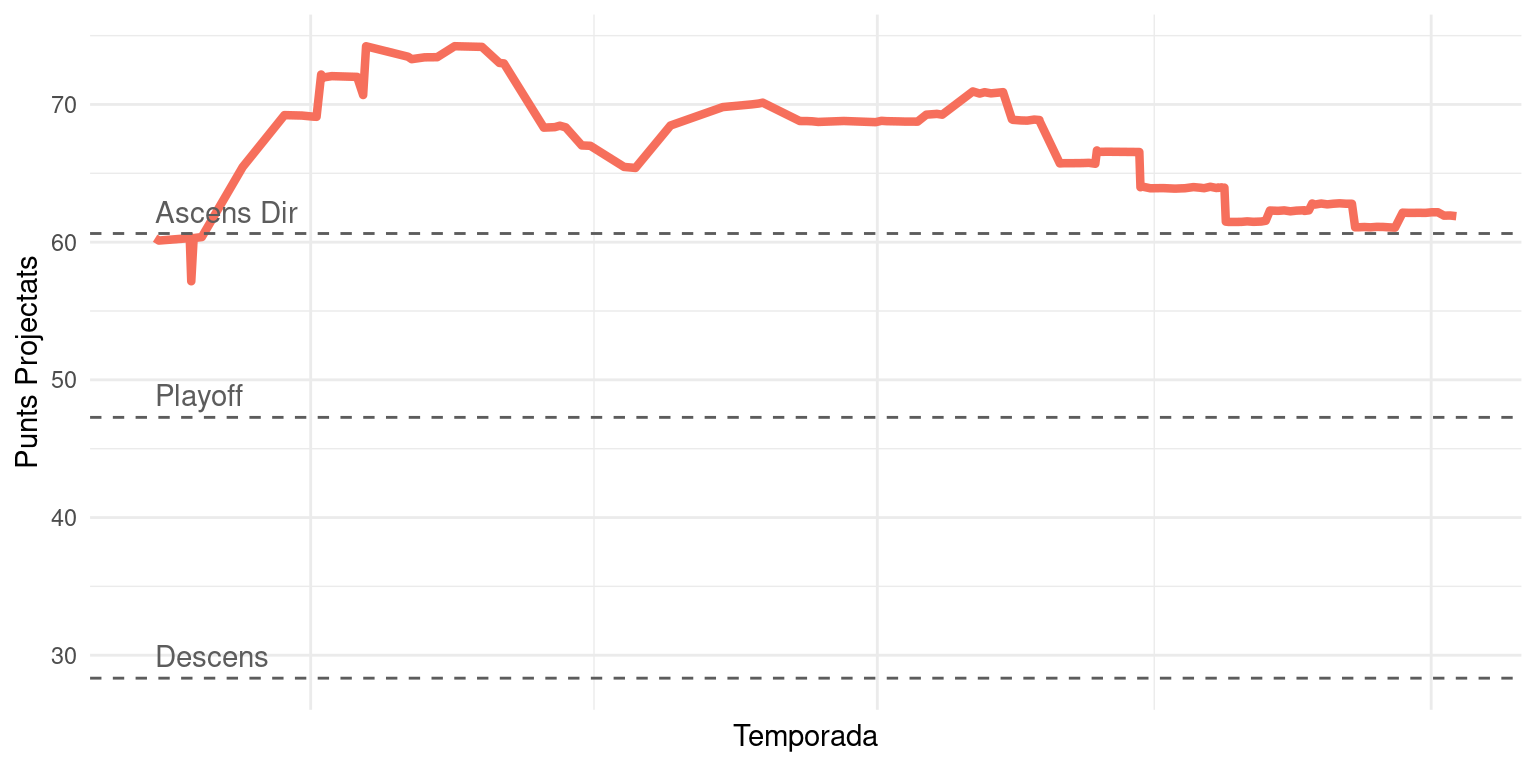 70
Ascens Dir
60
Punts Projectats
50
Playoff
40
Descens
30
Temporada